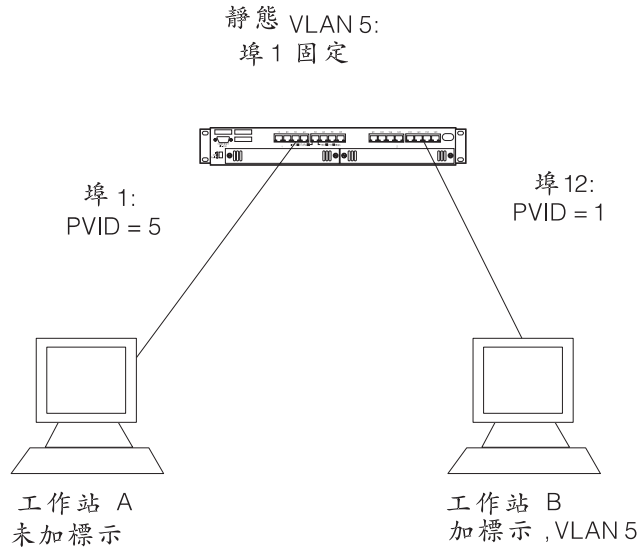 靜態 VLAN 5:
埠 1 固定
埠 1:
PVID = 5
埠 12:
PVID = 1
工作站 A
未加標示
工作站 B
加標示 , VLAN 5